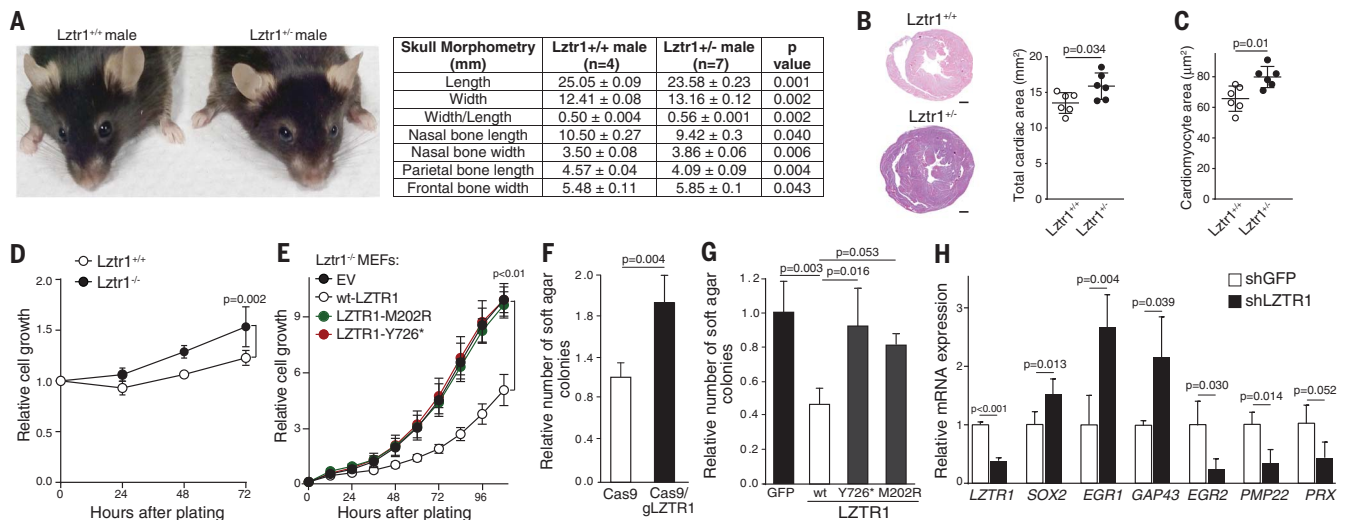 A
Lztr1+/+ male
Lztr1+/- male
Skull Morphometry (mm) Lztr1+/+ male (n=4) Lztr1+/- male (n=7) p value
Length 25.05 ± 0.09 23.58 ± 0.23 0.001
Width 12.41 ± 0.08 13.16 ± 0.12 0.002
Width/Length 0.50 ± 0.004 0.56 ± 0.001 0.002
Nasal bone length 10.50 ± 0.27 9.42 ± 0.3 0.040
Nasal bone width 3.50 ± 0.08 3.86 ± 0.06 0.006
Parietal bone length 4.57 ± 0.04 4.09 ± 0.09 0.004
Frontal bone width 5.48 ± 0.11 5.85 ± 0.1 0.043
B
Lztr1+/+
Lztr1+/-
Total cardiac area (mm2)
20
15
10
5
0
p=0.034
Lztr1+/+
Lztr1+/-
C
Cardiomyocyte area (µm2)
100
80
60
40
20
0
p=0.01
Lztr1+/+
Lztr1+/-
D
Lztr1+/+
Lztr1-/-
Relative cell growth
2.0
1.5
1.0
0.5
0.0
p=0.002
0 24 48 72
Hours after plating
E
Lztr1-/- MEFs:
EV
wt-LZTR1
LZTR1-M202R
LZTR1-Y726*
p<0.01
Relative cell growth
9
6
3
0
0 24 48 72 96
Hours after plating
F
Relative number of soft agar
colonies
2.0
1.4
0.8
0.4
0.0
p=0.004
Cas9
Cas9/
gLZTR1
G
Relative number of soft agar
colonies
1.2
1.0
0.8
0.6
0.4
0.2
0.0
p=0.053
p=0.003
p=0.016
GFP wt Y726* M202R
LZTR1
H
shGFP
shLZTR1
Relative mRNA expression
3
2
1
0
p<0.001
p=0.013
p=0.004
p=0.039
p=0.030
p=0.014
p=0.052
LZTR1 SOX2 EGR1 GAP43 EGR2 PMP22 PRX